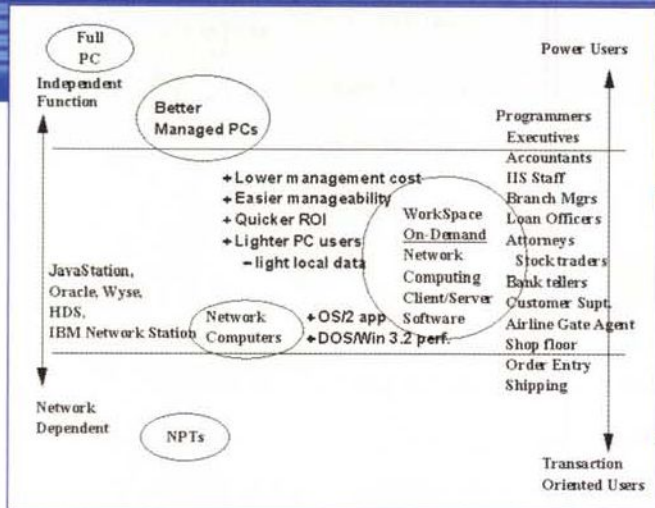 Full
PC
Power Users
Independent
Function
Better
Managed PCs
Programmers
Executives
Accountants
IIS Staff
Branch Mgrs
Loan Officers
Attorneys
Stocktraders
Bank tellers
Customer Supt.
Airline Gate Agent
Shop floor
Order Entry
Shipping
+ Lower management cost
+ Easier manageability
+ Quicker ROI
+ Lighter PC users
– light local data
WorkSpace
On-Demand
Network
Computing
Client/Server
Software
JavaStation,
Oracle, Wyse,
HDS,
IBM Network Station
Network
Computers
+ OS/2 app
+ DOS/Win 3.2 perf.
Network
Dependent
NPTs
Transaction
Oriented Users